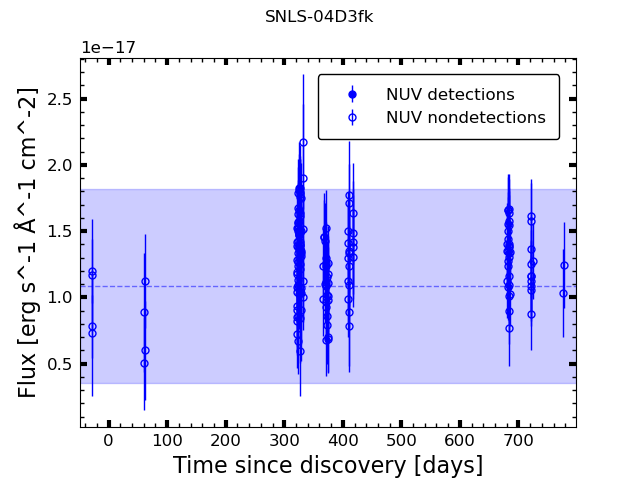 SNLS-04D3fk
1e−17
NUV detections
NUV nondetections
2.5
2.0
1.5
1.0
0.5
Flux [erg s^-1 Å^-1 cm^-2]
0 100 200 300 400 500 600 700
Time since discovery [days]